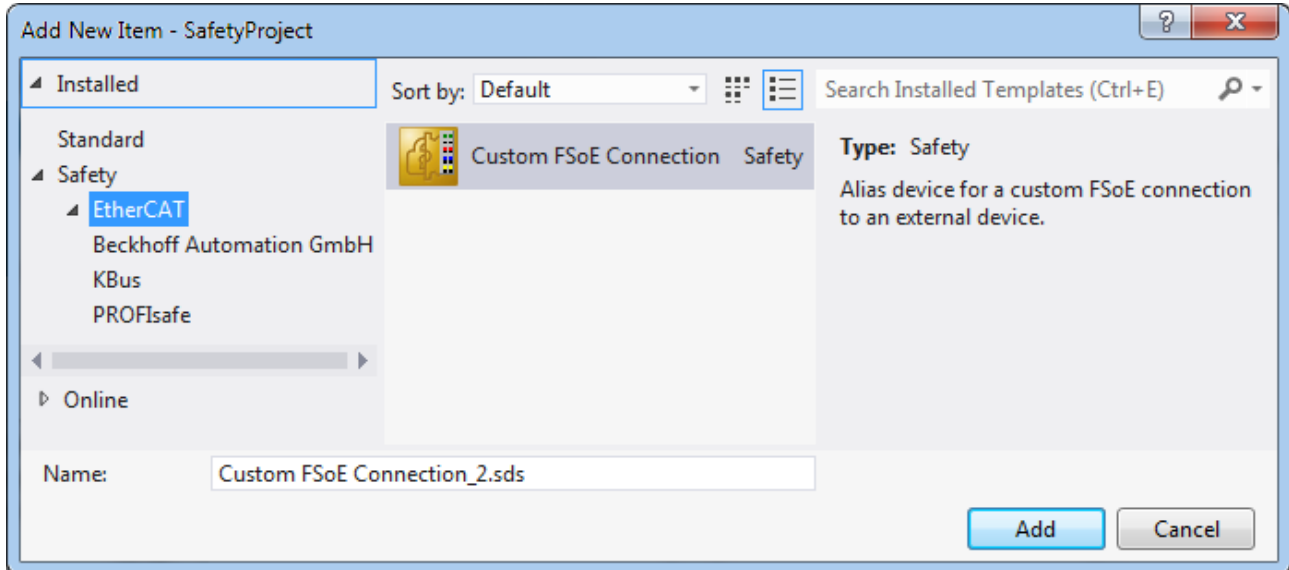 Add New Item - SafetyProject
Installed
Sort by: Default
Search Installed Templates (Ctrl+E)
Standard
Safety
EtherCAT
Beckhoff Automation GmbH
KBus
PROFIsafe
Online
Custom FSoE Connection Safety
Type: Safety
Alias device for a custom FSoE connection
to an external device.
Name: Custom FSoE Connection_2.sds
Add Cancel